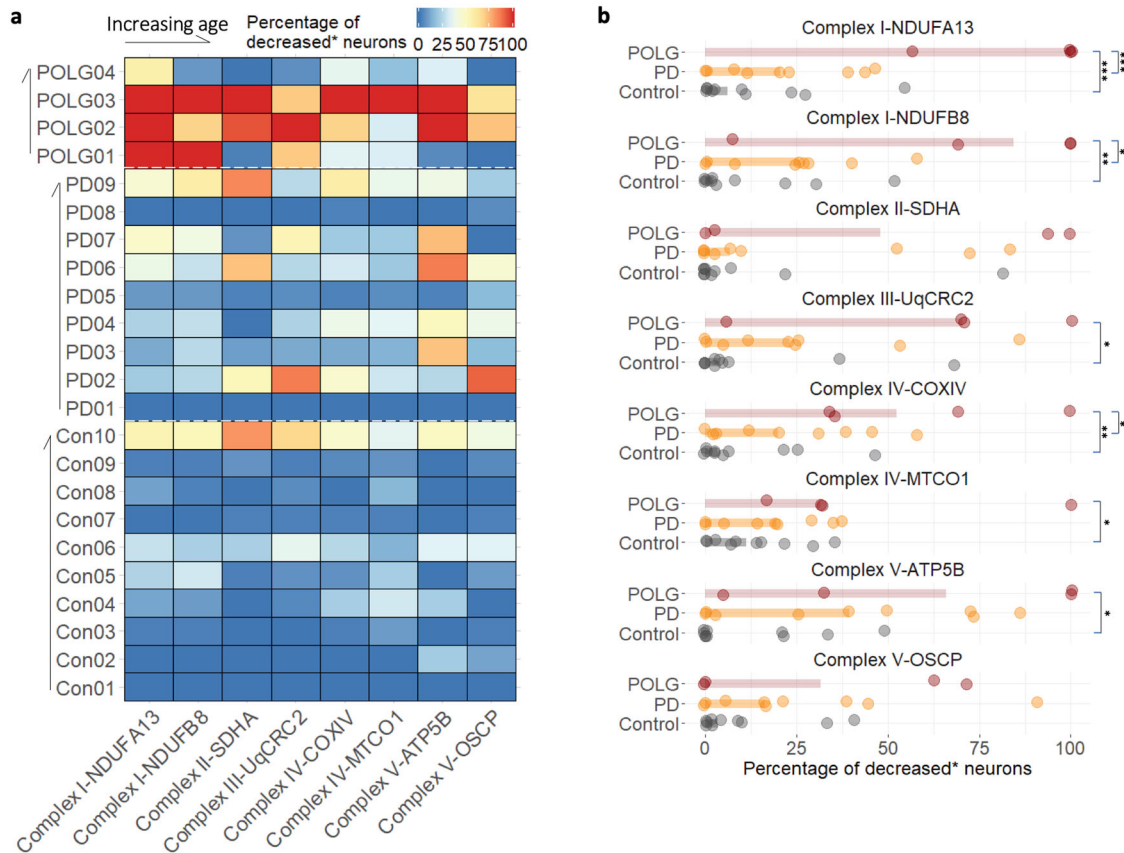 a
Increasing age
Percentage of
decreased* neurons
0 25 50 75 100
POLG04
POLG03
POLG02
POLG01
PD09
PD08
PD07
PD06
PD05
PD04
PD03
PD02
PD01
Con10
Con09
Con08
Con07
Con06
Con05
Con04
Con03
Con02
Con01
Complex I-NDUFA13
Complex I-NDUFB8
Complex II-SDHA
Complex III-UqCRC2
Complex IV-COXIV
Complex IV-MTCO1
Complex V-ATP5B
Complex V-OSCP
b
Complex I-NDUFA13
POLG
PD
Control
***
***
Complex I-NDUFB8
POLG
PD
Control
**
*
Complex II-SDHA
POLG
PD
Control
Complex III-UqCRC2
POLG
PD
Control
*
Complex IV-COXIV
POLG
PD
Control
**
*
Complex IV-MTCO1
POLG
PD
Control
*
Complex V-ATP5B
POLG
PD
Control
*
Complex V-OSCP
POLG
PD
Control
0 25 50 75 100
Percentage of decreased* neurons